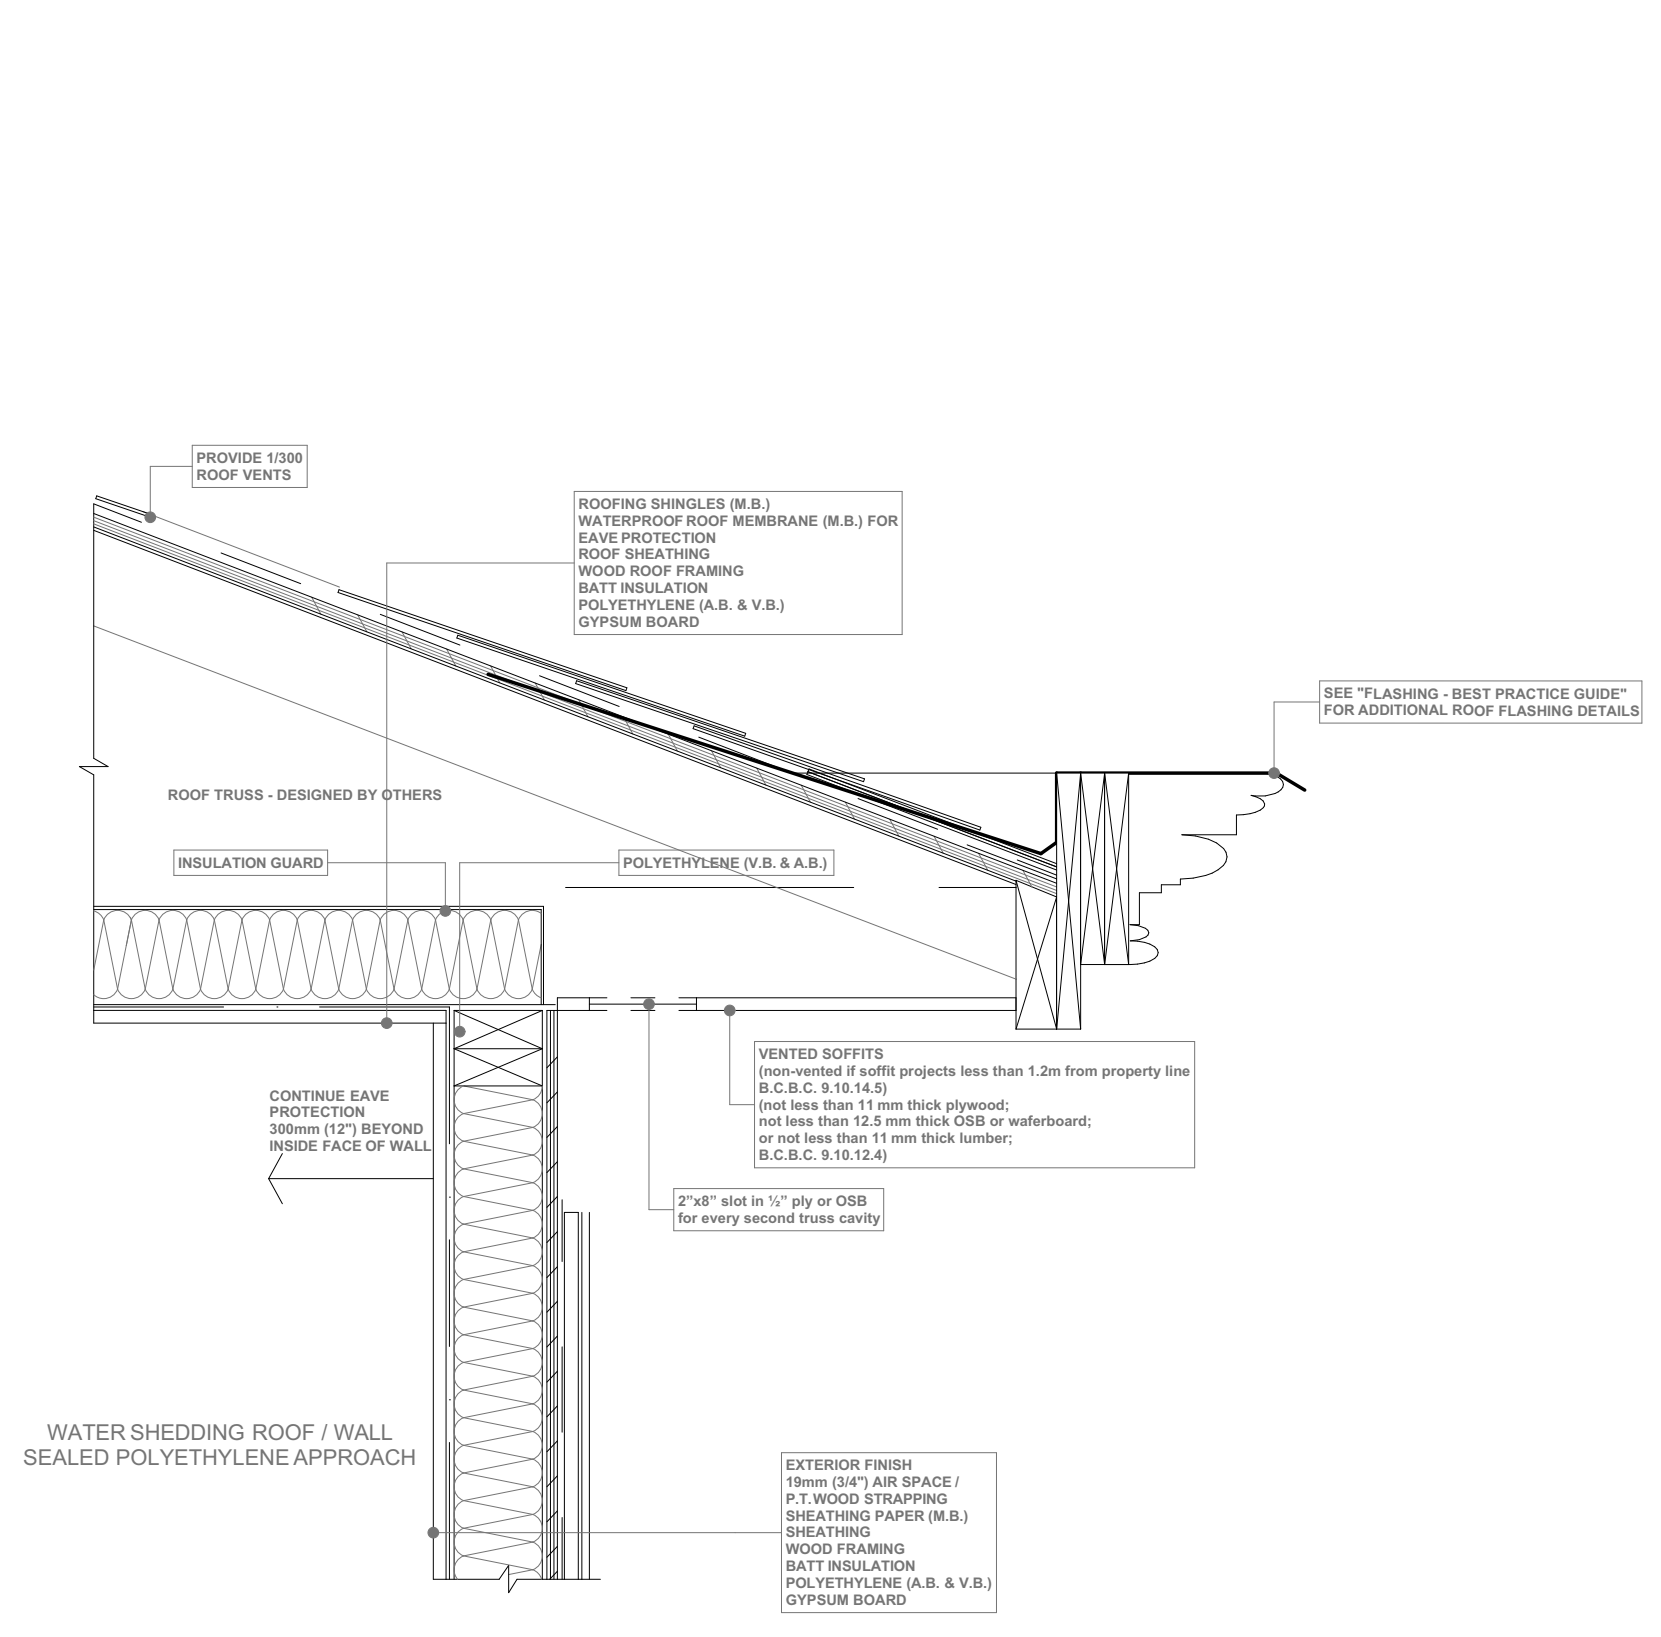 PROVIDE 1/300
ROOF VENTS
ROOFING SHINGLES (M.B.)
WATERPROOF ROOF MEMBRANE (M.B.) FOR
EAVE PROTECTION
ROOF SHEATHING
WOOD ROOF FRAMING
BATT INSULATION
POLYETHYLENE (A.B. & V.B.)
GYPSUM BOARD
SEE "FLASHING - BEST PRACTICE GUIDE"
FOR ADDITIONAL ROOF FLASHING DETAILS
ROOF TRUSS - DESIGNED BY OTHERS
INSULATION GUARD
POLYETHYLENE (V.B. & A.B.)
VENTED SOFFITS
(non-vented if soffit projects less than 1.2m from property line
B.C.B.C. 9.10.14.5)
(not less than 11 mm thick plywood;
not less than 12.5 mm thick OSB or waferboard;
or not less than 11 mm thick lumber;
B.C.B.C. 9.10.12.4)
CONTINUE EAVE
PROTECTION
300mm (12") BEYOND
INSIDE FACE OF WALL
2”x8” slot in ½” ply or OSB
for every second truss cavity
WATER SHEDDING ROOF / WALL
SEALED POLYETHYLENE APPROACH
EXTERIOR FINISH
19mm (3/4") AIR SPACE /
P.T. WOOD STRAPPING
SHEATHING PAPER (M.B.)
SHEATHING
WOOD FRAMING
BATT INSULATION
POLYETHYLENE (A.B. & V.B.)
GYPSUM BOARD